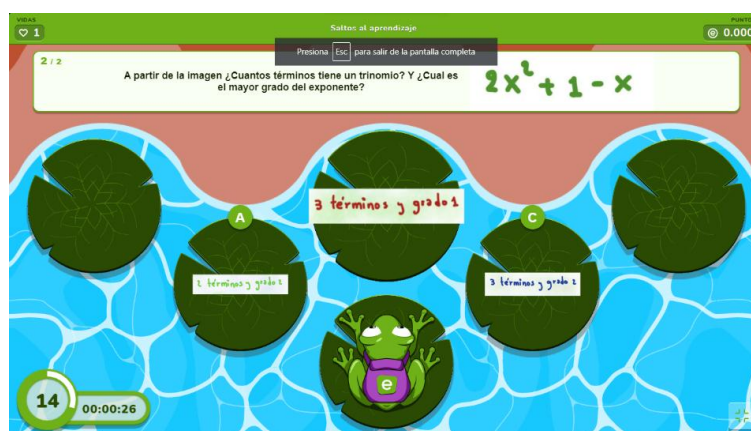 VIDAS
1
Saltos al aprendizaje
PUNTO
0.000
Presiona Esc para salir de la pantalla completa
2 / 2
A partir de la imagen ¿Cuantos términos tiene un trinomio? Y ¿Cual es
el mayor grado del exponente?
2x² + 1 - x
3 términos y grado 1
A
C
2 términos y grado 2
3 términos y grado 2
e
14
00:00:26